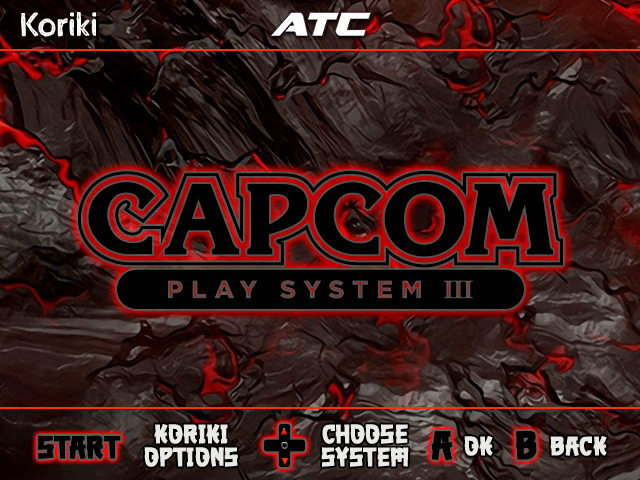 Koriki
ATC
CAPCOM
PLAY SYSTEM III
START
KORIKI
OPTIONS
CHOOSE
SYSTEM
A OK
B BACK